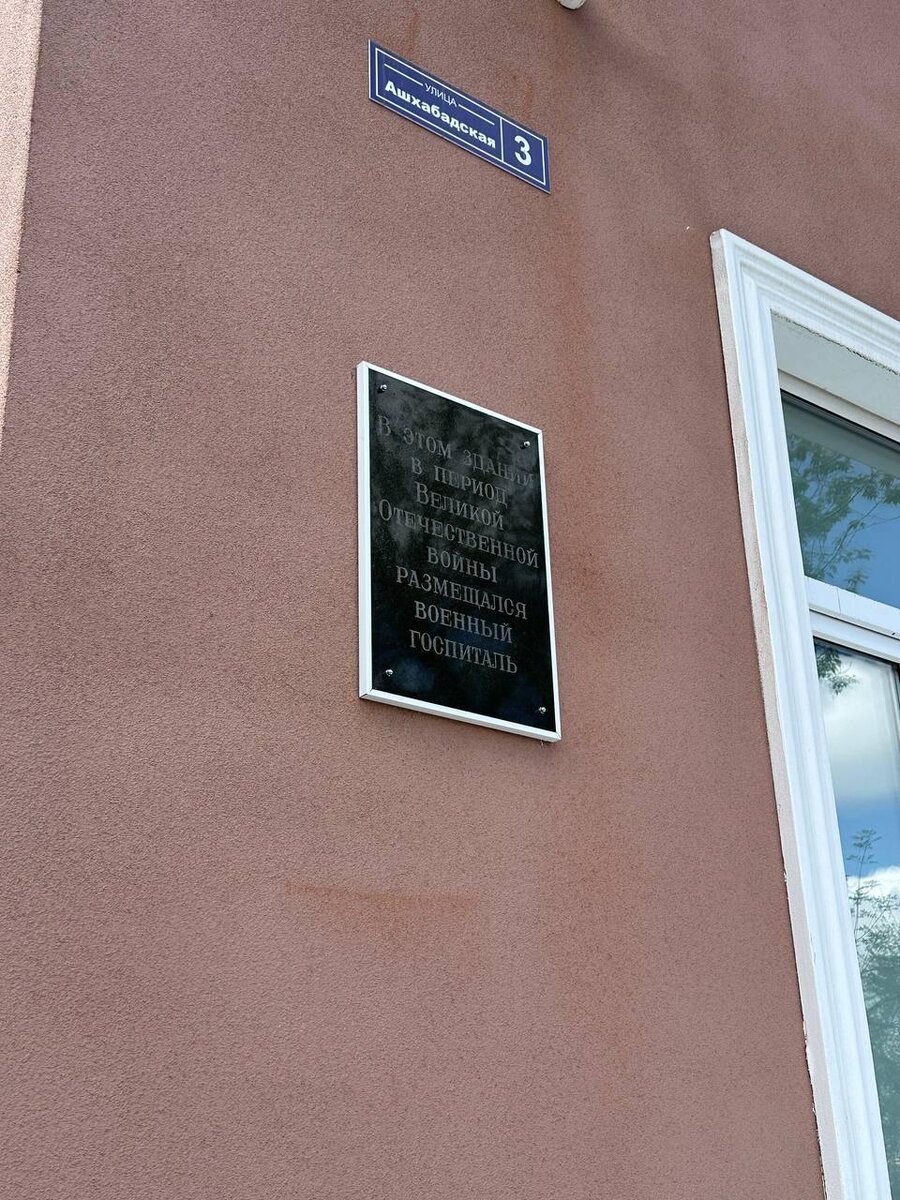 УЛИЦА
Ашхабадская
3
В ЭТОМ ЗДАНИИ
В ПЕРИОД
ВЕЛИКОЙ
ОТЕЧЕСТВЕННОЙ
ВОЙНЫ
РАЗМЕЩАЛСЯ
ВОЕННЫЙ
ГОСПИТАЛЬ